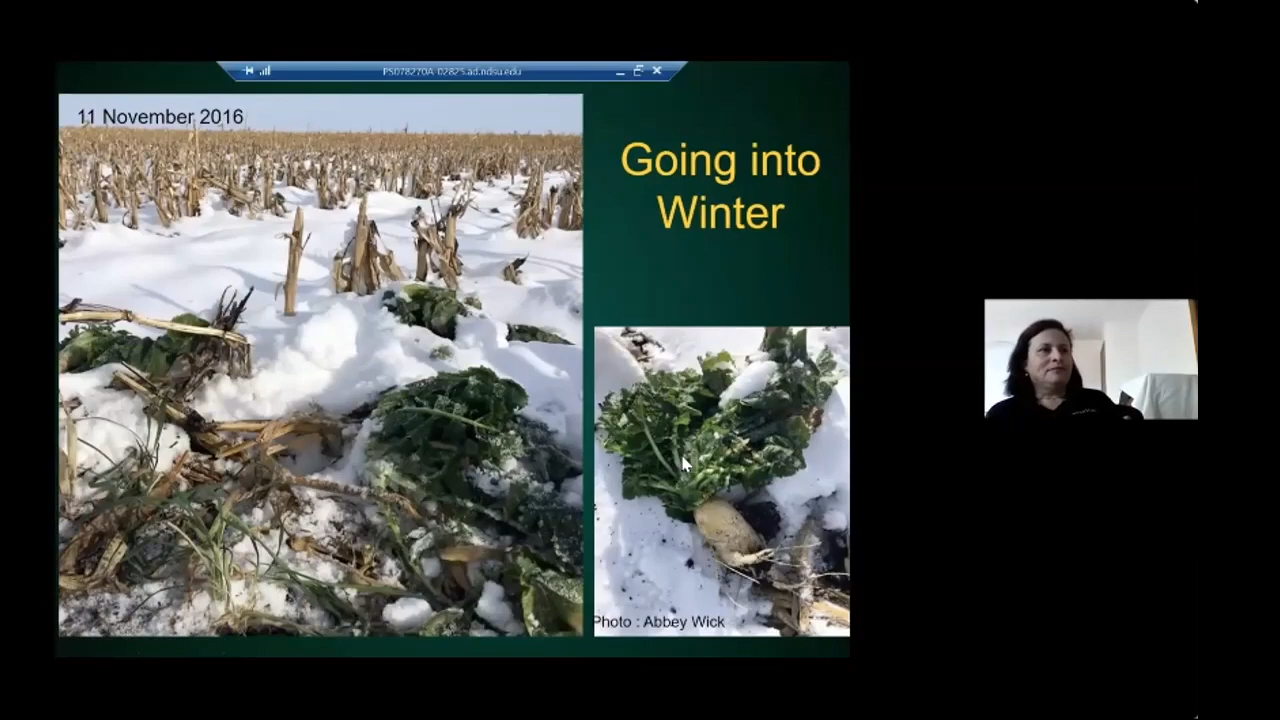 PS078270A-02825.ad.ndsu.edu
11 November 2016
Going into
Winter
Photo : Abbey Wick